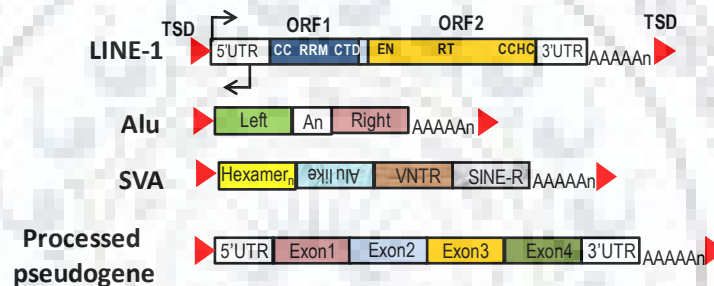 TSD ORF1 ORF2 TSD
LINE-1 5'UTR CC RRM CTD EN RT CCHC 3'UTR AAAAAn
Alu Left An Right AAAAAn
SVA Hexamern Alu like VNTR SINE-R AAAAAn
Processed
pseudogene 5'UTR Exon1 Exon2 Exon3 Exon4 3'UTR AAAAAn